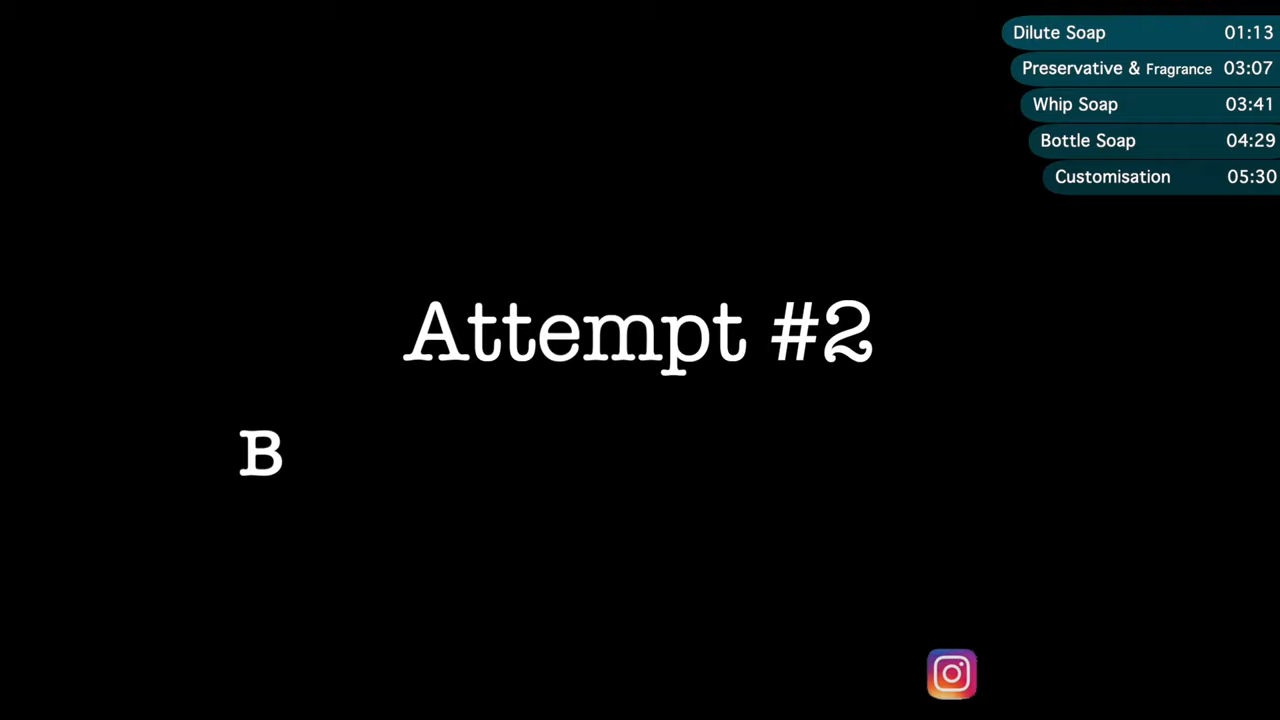 Dilute Soap 01:13
Preservative & Fragrance 03:07
Whip Soap 03:41
Bottle Soap 04:29
Customisation 05:30
Attempt #2
B